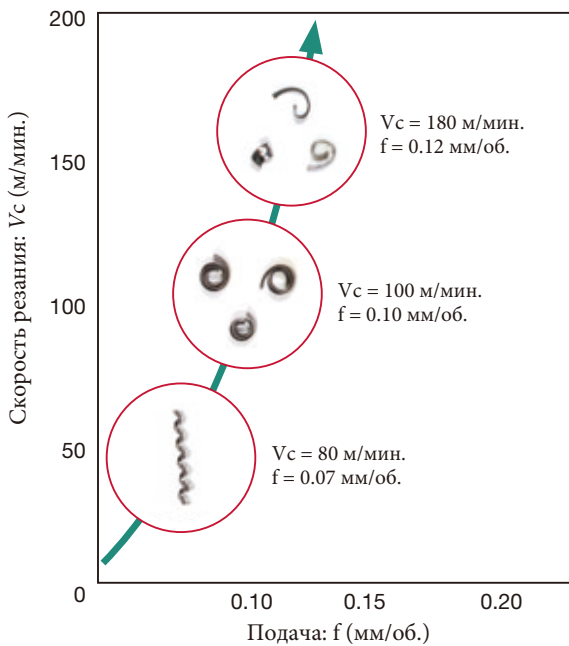 200
150
100
50
0
Скорость резания: Vc (м/мин.)
Vc = 180 м/мин.
f = 0.12 мм/об.
Vc = 100 м/мин.
f = 0.10 мм/об.
Vc = 80 м/мин.
f = 0.07 мм/об.
0.10 0.15 0.20
Подача: f (мм/об.)